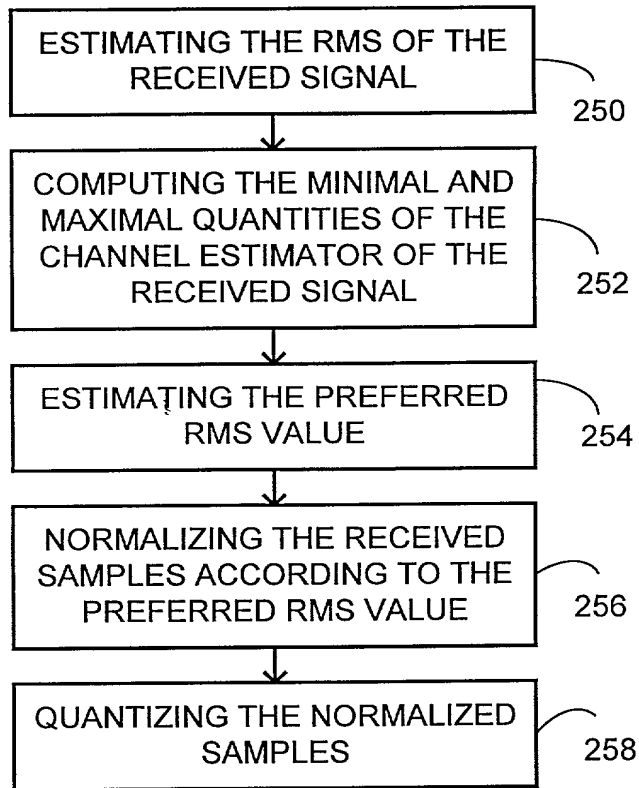 ESTIMATING THE RMS OF THE
RECEIVED SIGNAL
250
COMPUTING THE MINIMAL AND
MAXIMAL QUANTITIES OF THE
CHANNEL ESTIMATOR OF THE
RECEIVED SIGNAL
252
ESTIMATING THE PREFERRED
RMS VALUE
254
NORMALIZING THE RECEIVED
SAMPLES ACCORDING TO THE
PREFERRED RMS VALUE
256
QUANTIZING THE NORMALIZED
SAMPLES
258